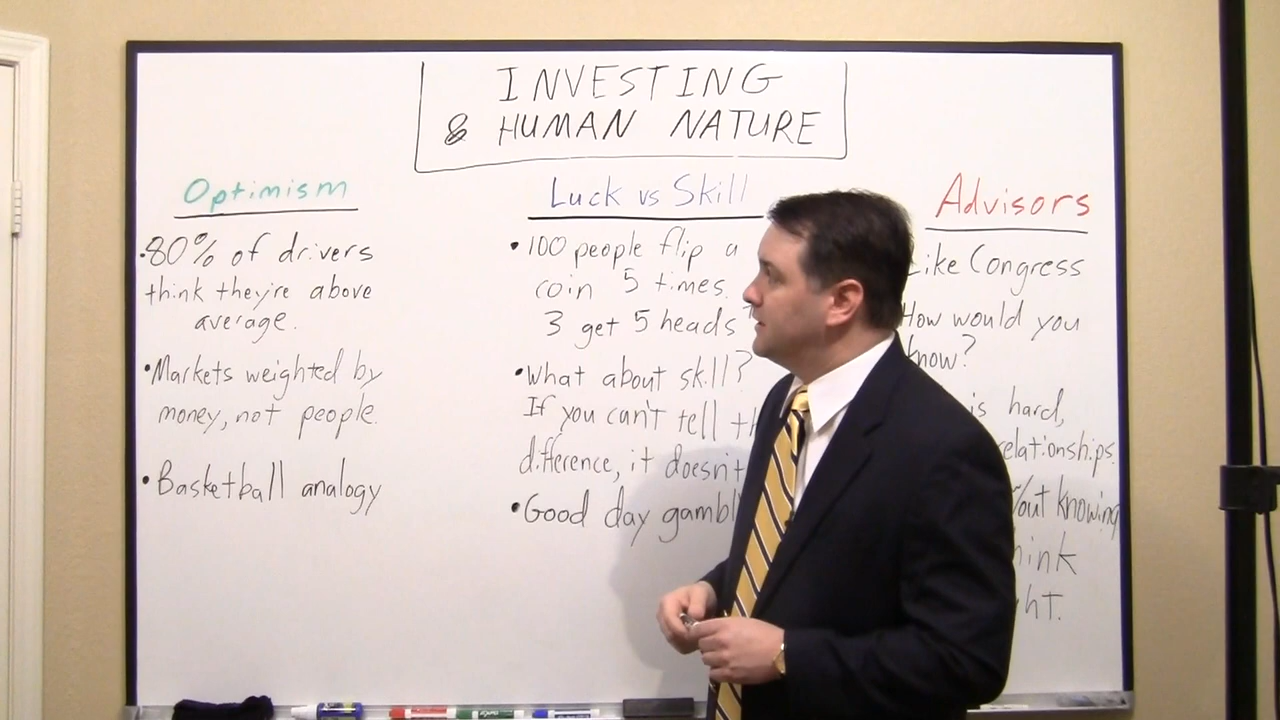 INVESTING
& HUMAN NATURE
Optimism
•80% of drivers
think they're above
average.
•Markets weighted by
money, not people.
•Basketball analogy
Luck vs Skill
•100 people flip a
coin 5 times.
3 get 5 heads
•What about skill?
If you can't tell
difference, it doesn't
•Good day
Advisors
Like Congress
How would you
know?
is hard,
relationships.
knowing